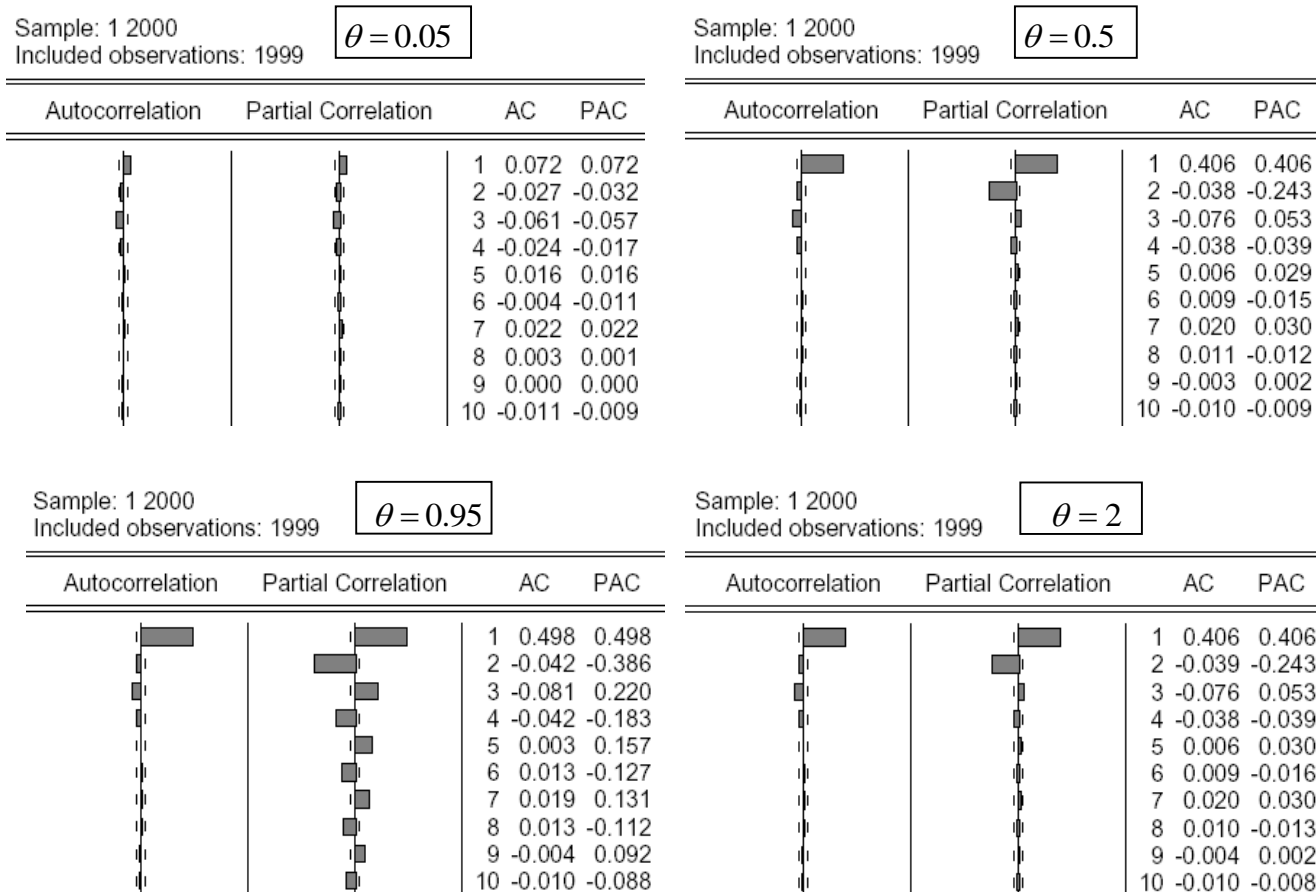 Sample: 1 2000
Included observations: 1999
θ = 0.05
Autocorrelation Partial Correlation AC PAC
1 0.072 0.072
2 -0.027 -0.032
3 -0.061 -0.057
4 -0.024 -0.017
5 0.016 0.016
6 -0.004 -0.011
7 0.022 0.022
8 0.003 0.001
9 0.000 0.000
10 -0.011 -0.009
Sample: 1 2000
Included observations: 1999
θ = 0.5
Autocorrelation Partial Correlation AC PAC
1 0.406 0.406
2 -0.038 -0.243
3 -0.076 0.053
4 -0.038 -0.039
5 0.006 0.029
6 0.009 -0.015
7 0.020 0.030
8 0.011 -0.012
9 -0.003 0.002
10 -0.010 -0.009
Sample: 1 2000
Included observations: 1999
θ = 0.95
Autocorrelation Partial Correlation AC PAC
1 0.498 0.498
2 -0.042 -0.386
3 -0.081 0.220
4 -0.042 -0.183
5 0.003 0.157
6 0.013 -0.127
7 0.019 0.131
8 0.013 -0.112
9 -0.004 0.092
10 -0.010 -0.088
Sample: 1 2000
Included observations: 1999
θ = 2
Autocorrelation Partial Correlation AC PAC
1 0.406 0.406
2 -0.039 -0.243
3 -0.076 0.053
4 -0.038 -0.039
5 0.006 0.030
6 0.009 -0.016
7 0.020 0.030
8 0.010 -0.013
9 -0.004 0.002
10 -0.010 -0.008